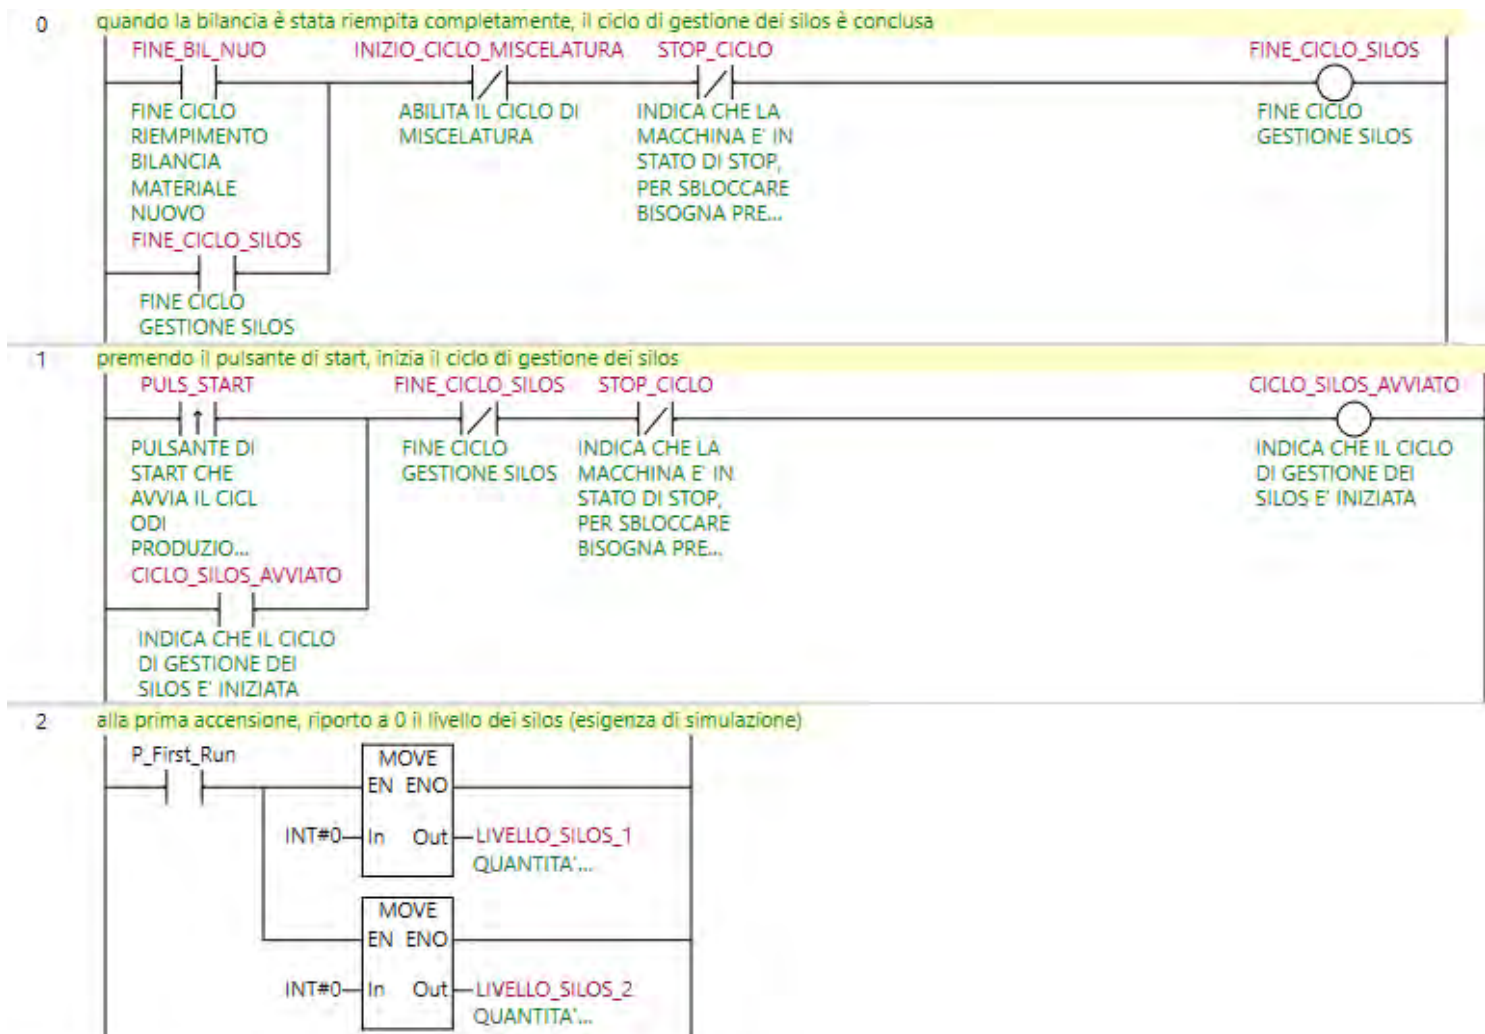 0 quando la bilancia è stata riempita completamente, il ciclo di gestione dei silos è conclusa
FINE_BIL_NUO INIZIO_CICLO_MISCELATURA STOP_CICLO FINE_CICLO_SILOS
FINE CICLO ABILITA IL CICLO DI INDICA CHE LA FINE CICLO
RIEMPIMENTO MISCELATURA MACCHINA E' IN GESTIONE SILOS
BILANCIA STATO DI STOP,
MATERIALE PER SBLOCCARE
NUOVO BISOGNA PRE...
FINE_CICLO_SILOS
FINE CICLO
GESTIONE SILOS
1 premendo il pulsante di start, inizia il ciclo di gestione dei silos
PULS_START FINE_CICLO_SILOS STOP_CICLO CICLO_SILOS_AVVIATO
PULSANTE DI FINE CICLO INDICA CHE LA INDICA CHE IL CICLO
START CHE GESTIONE SILOS MACCHINA E' IN DI GESTIONE DEI
AVVIA IL CICL STATO DI STOP, SILOS E' INIZIATA
ODI PER SBLOCCARE
PRODUZIO... BISOGNA PRE...
CICLO_SILOS_AVVIATO
INDICA CHE IL CICLO
DI GESTIONE DEI
SILOS E' INIZIATA
2 alla prima accensione, riporto a 0 il livello dei silos (esigenza di simulazione)
P_First_Run MOVE
EN ENO
INT#0 In Out LIVELLO_SILOS_1
QUANTITA'...
MOVE
EN ENO
INT#0 In Out LIVELLO_SILOS_2
QUANTITA'...